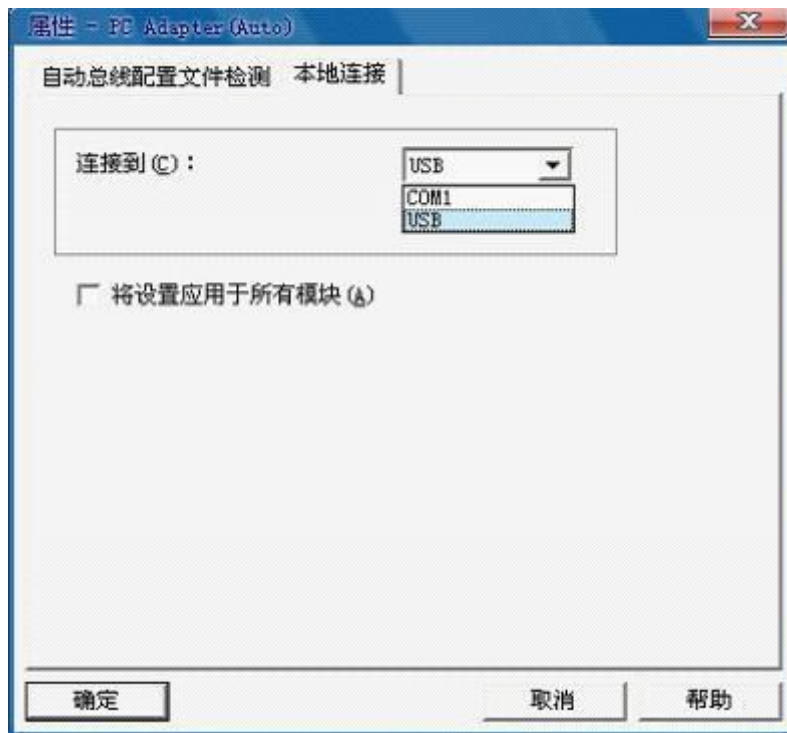 属性 - PC Adapter(Auto)
自动总线配置文件检测 本地连接
连接到(C)： USB
COM1
USB
将设置应用于所有模块(A)
确定 取消 帮助